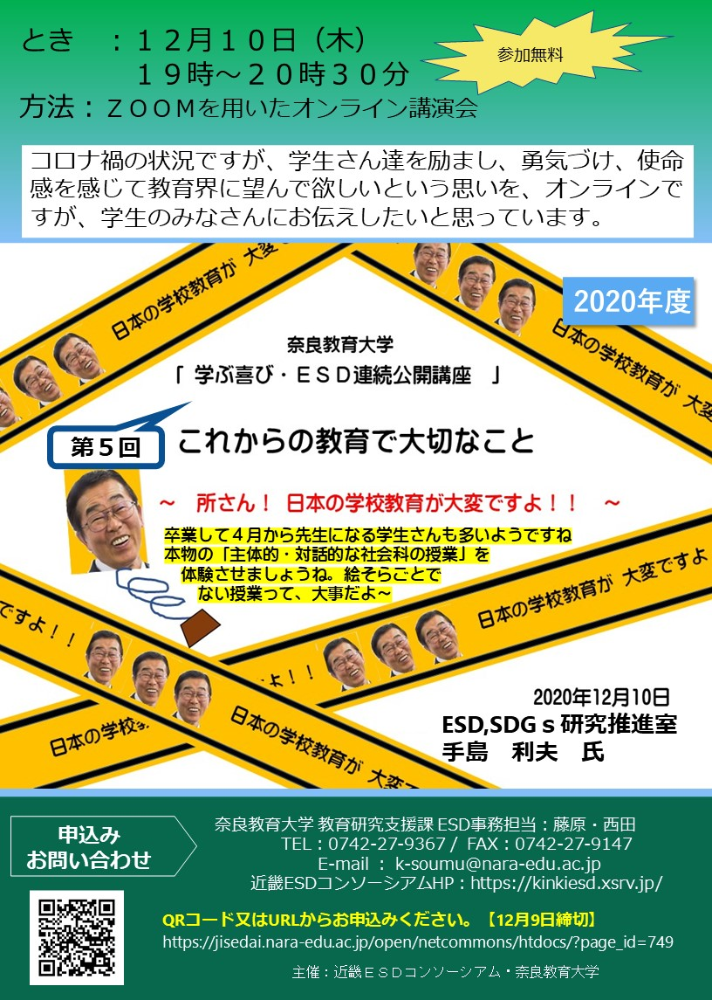 とき　：１２月１０日（木）
１９時～２０時３０分
参加無料
方法：ＺＯＯＭを用いたオンライン講演会
コロナ禍の状況ですが、学生さん達を励まし、勇気づけ、使命
感を感じて教育界に望んで欲しいという思いを、オンラインで
すが、学生のみなさんにお伝えしたいと思っています。
日本の学校教育が 大変で
2020年度
日本の学校教育が 大変
奈良教育大学
「 学ぶ喜び・ＥＳＤ連続公開講座　」
第５回
これからの教育で大切なこと
～　所さん！ 日本の学校教育が大変ですよ！！　～
卒業して４月から先生になる学生さんも多いようですね
本物の「主体的・対話的な社会科の授業」を
体験させましょうね。絵そらごとで
ない授業って、大事だよ～
日本の学校教育が 大変ですよ
ですよ！！
よ！！
日本の学校
日本の学校教育が 大変
2020年12月10日
ESD,SDGｓ研究推進室
手島　利夫　氏
申込み
お問い合わせ
奈良教育大学 教育研究支援課 ESD事務担当：藤原・西田
TEL：0742-27-9367 / FAX：0742-27-9147
E-mail ： k-soumu@nara-edu.ac.jp
近畿ESDコンソーシアムHP：https://kinkiesd.xsrv.jp/
QRコード又はURLからお申込みください。【12月9日締切】
https://jisedai.nara-edu.ac.jp/open/netcommons/htdocs/?page_id=749
主催：近畿ＥＳＤコンソーシアム・奈良教育大学